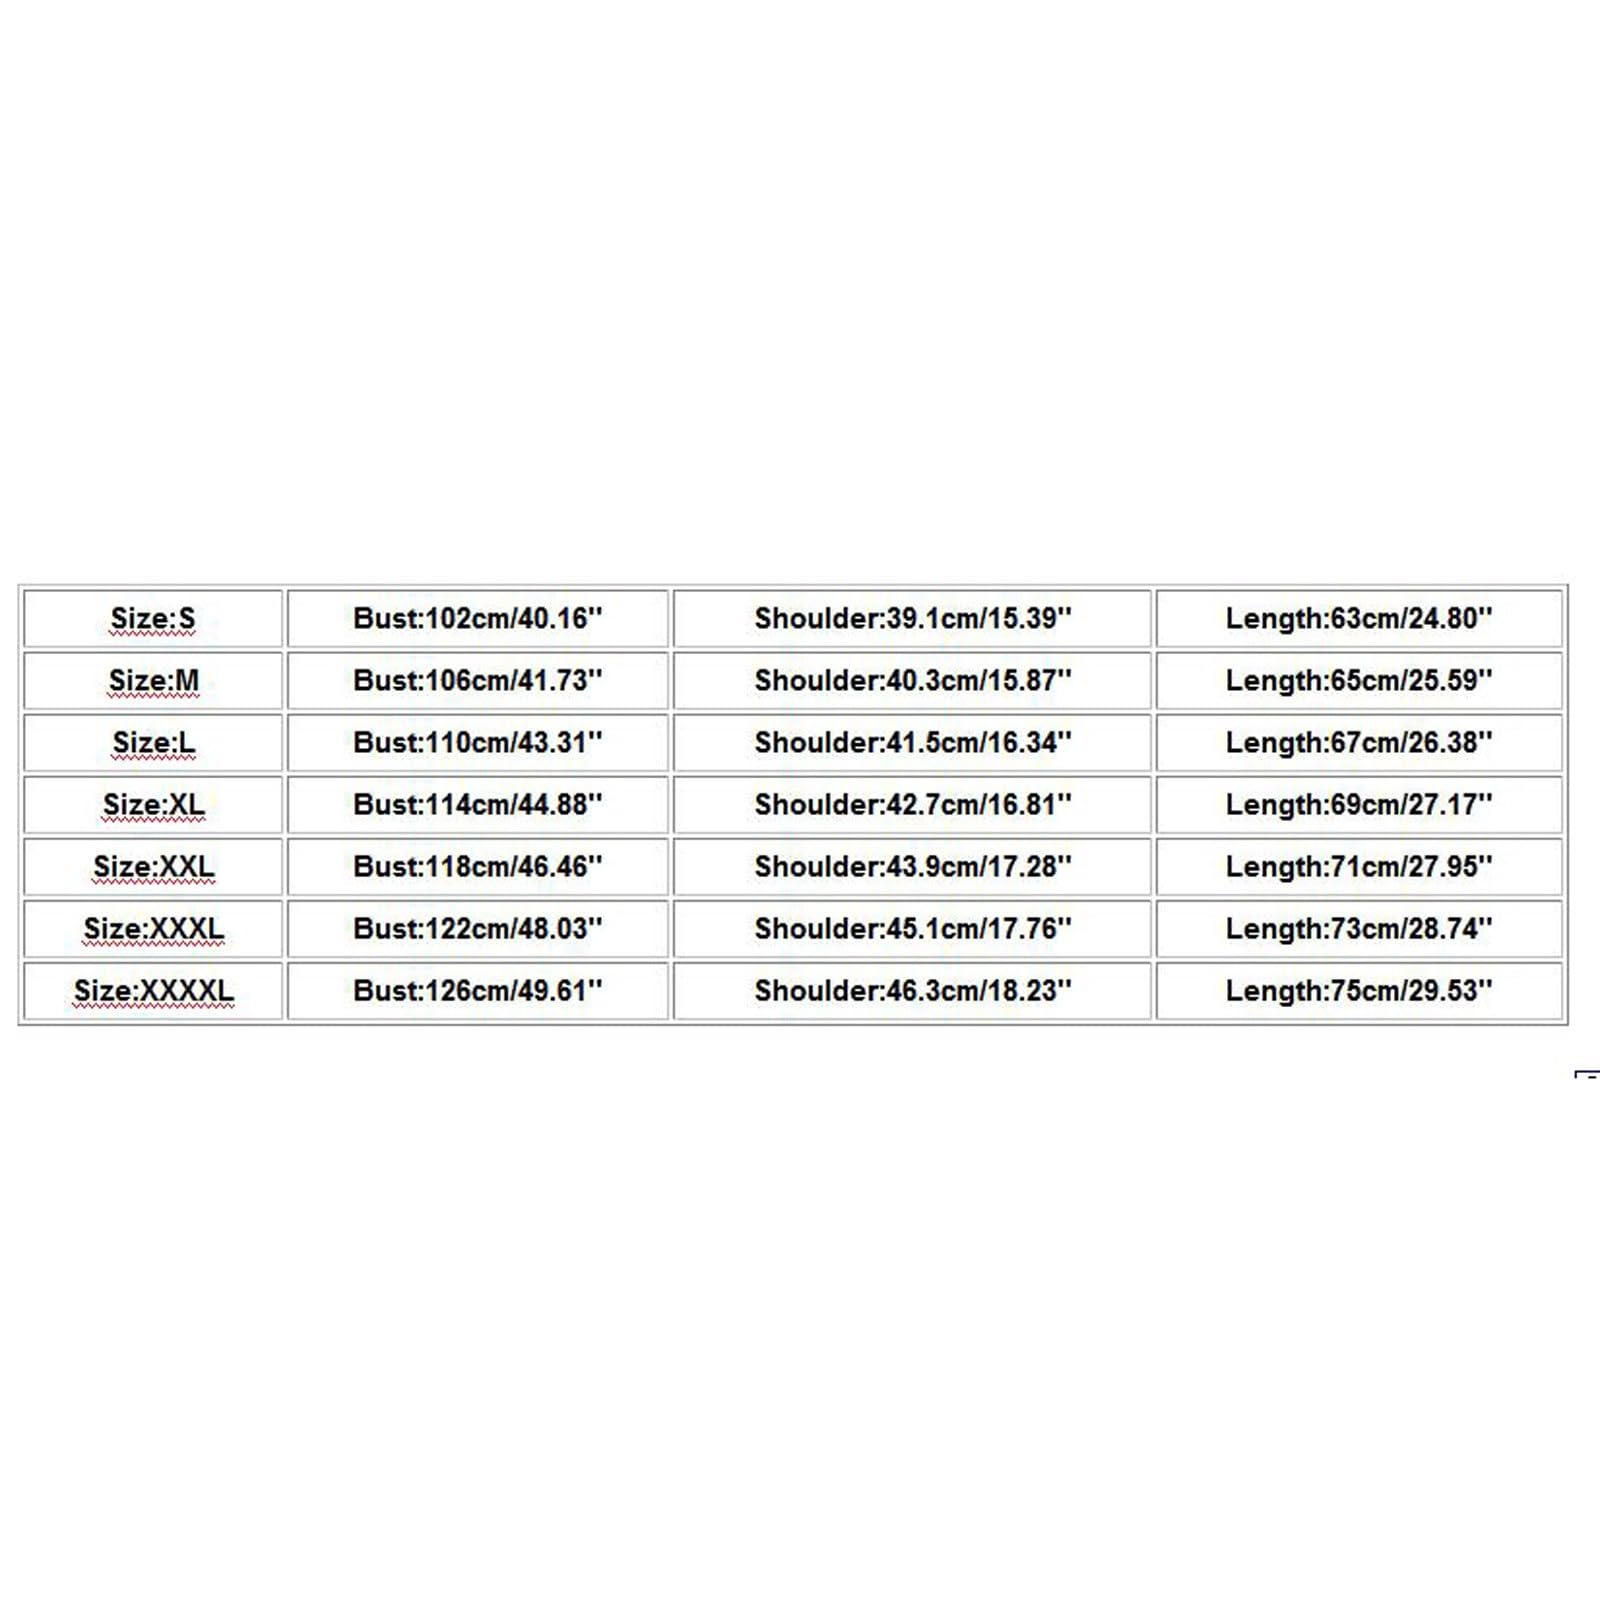 Size:S Bust:102cm/40.16'' Shoulder:39.1cm/15.39'' Length:63cm/24.80''
Size:M Bust:106cm/41.73'' Shoulder:40.3cm/15.87'' Length:65cm/25.59''
Size:L Bust:110cm/43.31'' Shoulder:41.5cm/16.34'' Length:67cm/26.38''
Size:XL Bust:114cm/44.88'' Shoulder:42.7cm/16.81'' Length:69cm/27.17''
Size:XXL Bust:118cm/46.46'' Shoulder:43.9cm/17.28'' Length:71cm/27.95''
Size:XXXL Bust:122cm/48.03'' Shoulder:45.1cm/17.76'' Length:73cm/28.74''
Size:XXXXL Bust:126cm/49.61'' Shoulder:46.3cm/18.23'' Length:75cm/29.53''